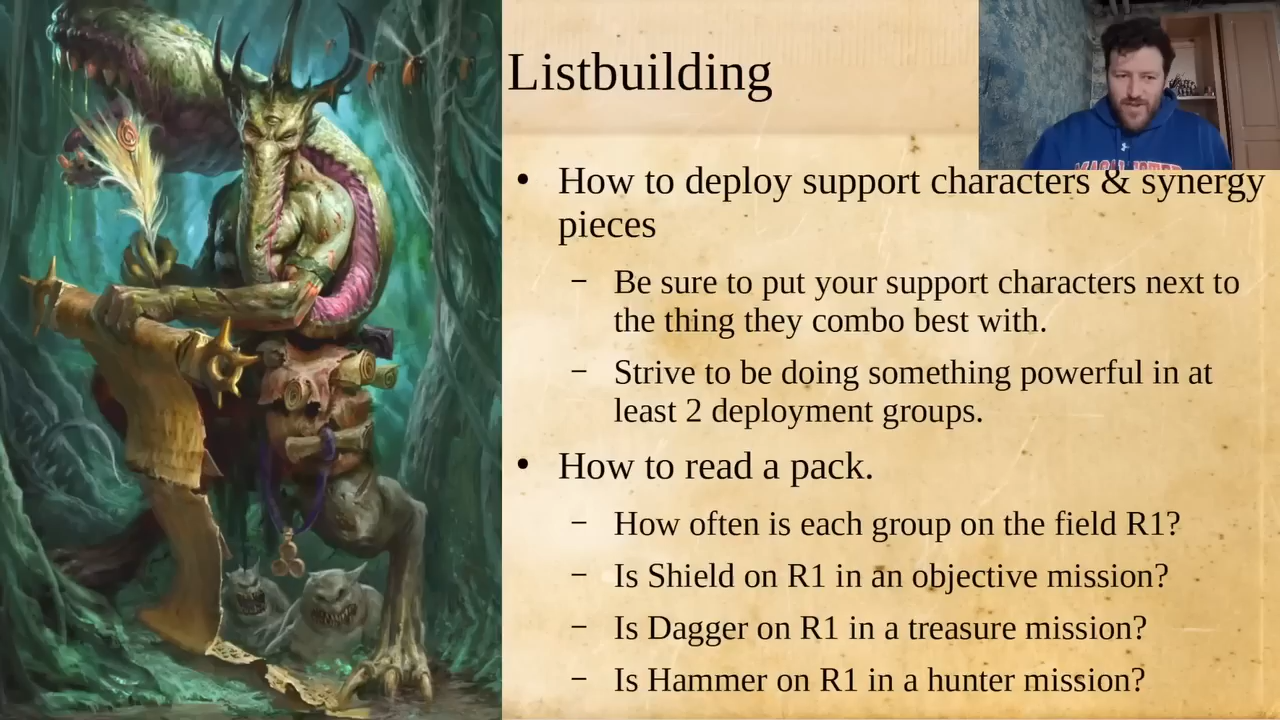 Listbuilding
• How to deploy support characters & synergy
pieces
– Be sure to put your support characters next to
the thing they combo best with.
– Strive to be doing something powerful in at
least 2 deployment groups.
• How to read a pack.
– How often is each group on the field R1?
– Is Shield on R1 in an objective mission?
– Is Dagger on R1 in a treasure mission?
– Is Hammer on R1 in a hunter mission?